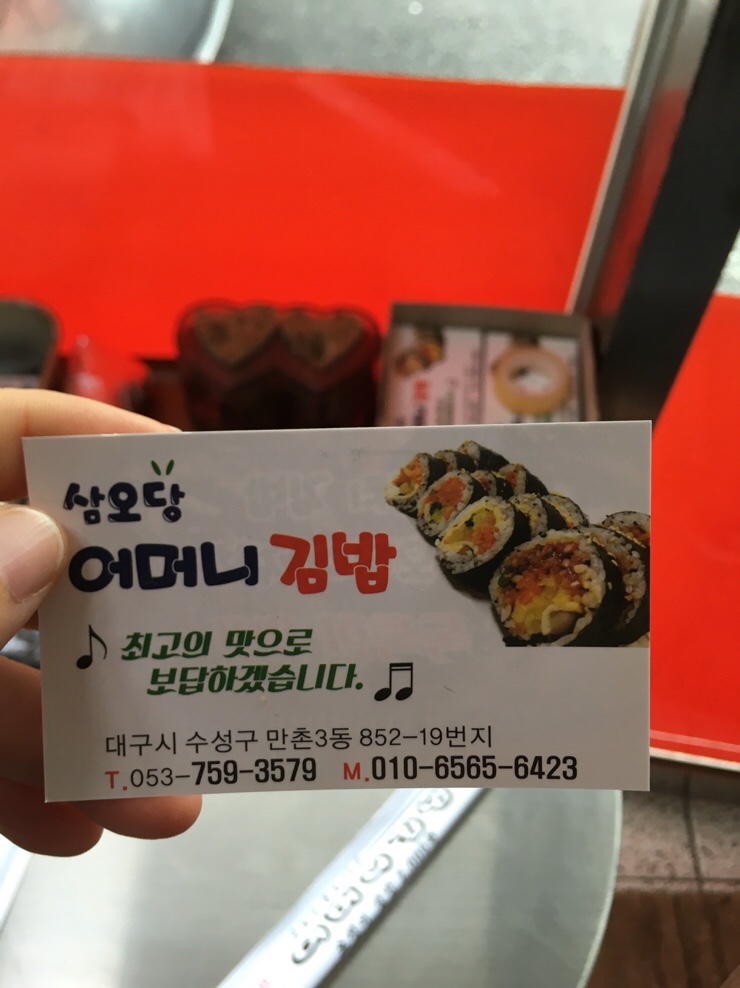 삼오당
어머니 김밥
최고의 맛으로
보답하겠습니다.
대구시 수성구 만촌3동 852-19번지
T.053-759-3579 M.010-6565-6423